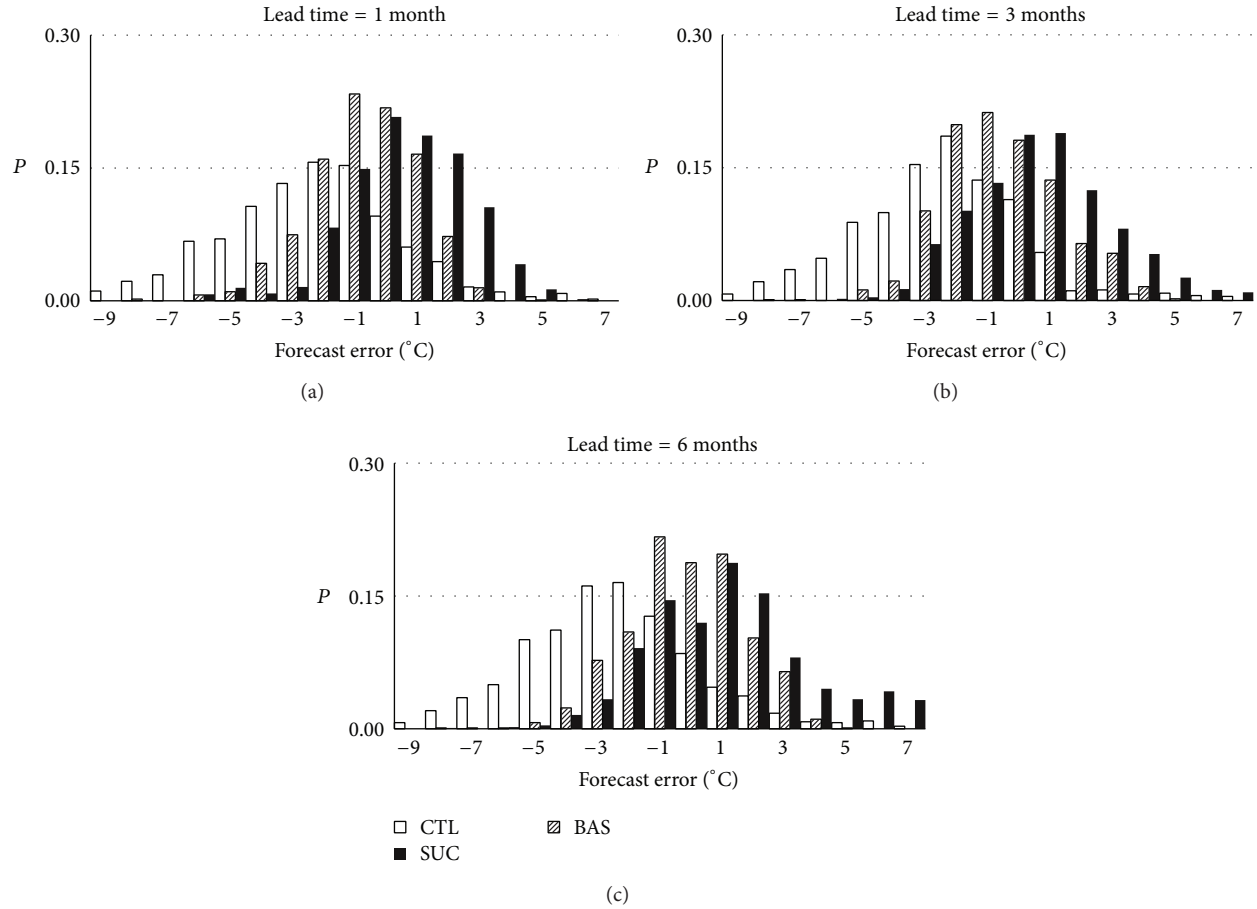 Lead time = 1 month
0.30
P 0.15
0.00
−9 −7 −5 −3 −1 1 3 5 7
Forecast error (°C)
(a)
Lead time = 3 months
0.30
P 0.15
0.00
−9 −7 −5 −3 −1 1 3 5 7
Forecast error (°C)
(b)
Lead time = 6 months
0.30
P 0.15
0.00
−9 −7 −5 −3 −1 1 3 5 7
Forecast error (°C)
CTL BAS
SUC
(c)